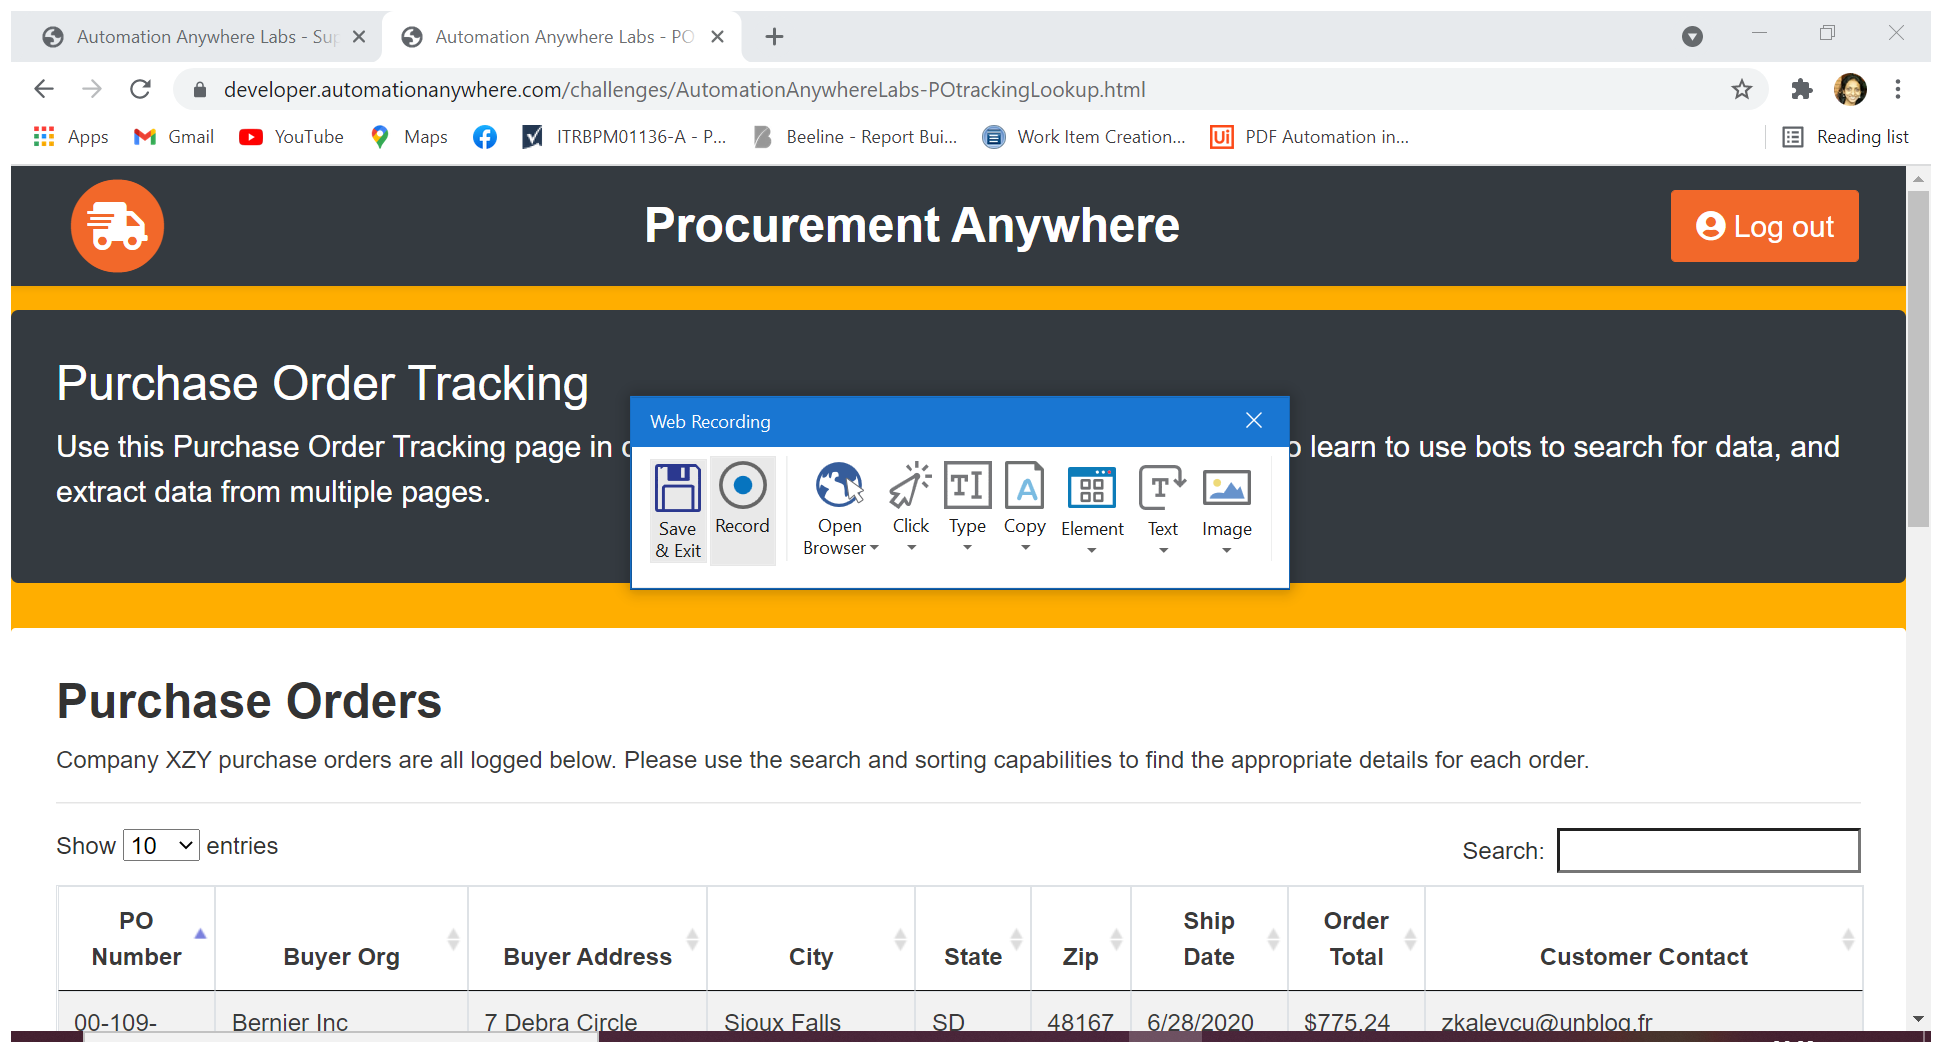 Automation Anywhere Labs - Sup
Automation Anywhere Labs - PO
developer.automationanywhere.com/challenges/AutomationAnywhereLabs-POtrackingLookup.html
Apps Gmail YouTube Maps ITRBPM01136-A - P... Beeline - Report Bui... Work Item Creation... Ui PDF Automation in... Reading list
Procurement Anywhere
Log out
Purchase Order Tracking
Use this Purchase Order Tracking page in
learn to use bots to search for data, and
extract data from multiple pages.
Web Recording
Save & Exit
Record
Open Browser
Click
Type
Copy
Element
Text
Image
Purchase Orders
Company XZY purchase orders are all logged below. Please use the search and sorting capabilities to find the appropriate details for each order.
Show 10 entries
Search:
PO Number Buyer Org Buyer Address City State Zip Ship Date Order Total Customer Contact
00-109- Bernier Inc 7 Debra Circle Sioux Falls SD 48167 6/28/2020 $775.24 zkalevcu@unblog.fr